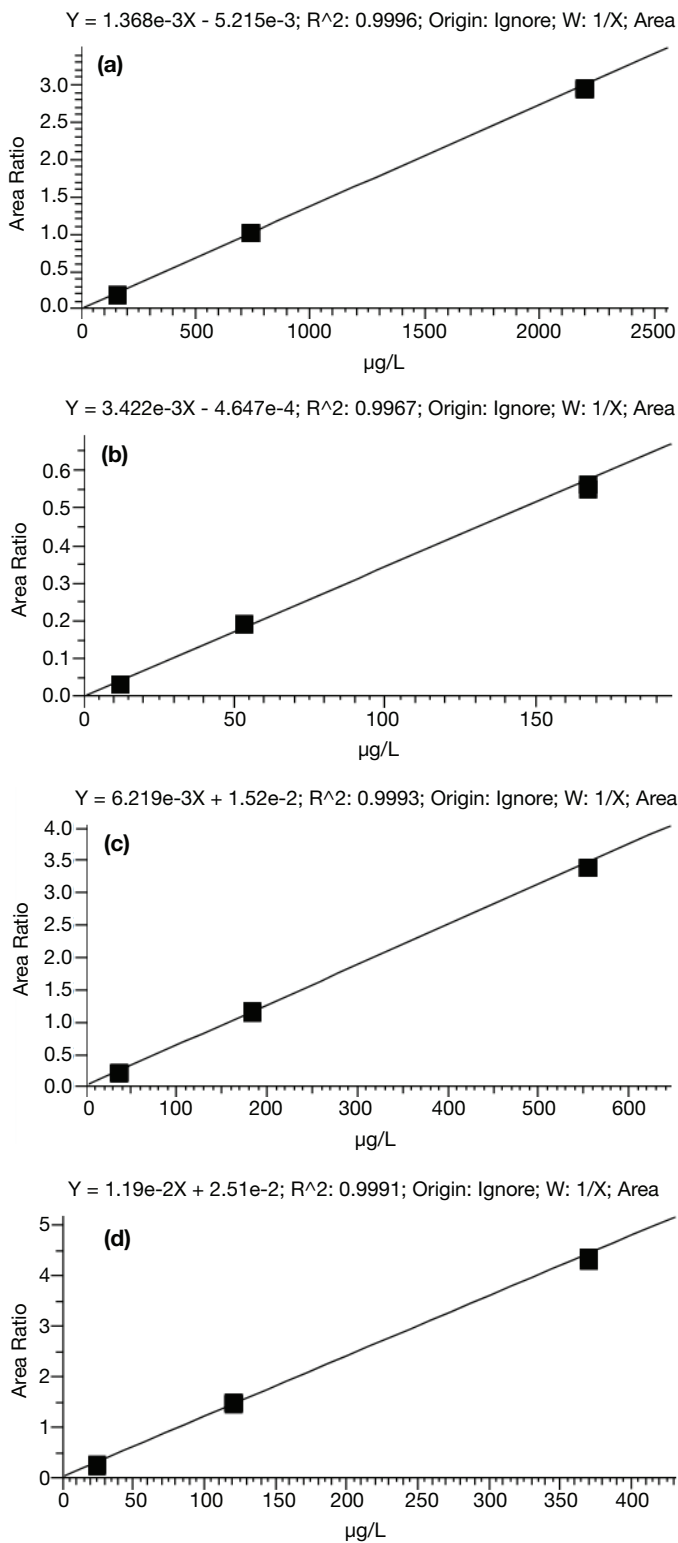 Y = 1.368e-3X - 5.215e-3; R^2: 0.9996; Origin: Ignore; W: 1/X; Area
(a)
3.0
2.5
2.0
1.5
1.0
0.5
0.0
Area Ratio
0 500 1000 1500 2000 2500
µg/L
Y = 3.422e-3X - 4.647e-4; R^2: 0.9967; Origin: Ignore; W: 1/X; Area
(b)
0.6
0.5
0.4
0.3
0.2
0.1
0.0
Area Ratio
0 50 100 150
µg/L
Y = 6.219e-3X + 1.52e-2; R^2: 0.9993; Origin: Ignore; W: 1/X; Area
(c)
4.0
3.5
3.0
2.5
2.0
1.5
1.0
0.5
0.0
Area Ratio
0 100 200 300 400 500 600
µg/L
Y = 1.19e-2X + 2.51e-2; R^2: 0.9991; Origin: Ignore; W: 1/X; Area
(d)
5
4
3
2
1
0
Area Ratio
0 50 100 150 200 250 300 350 400
µg/L